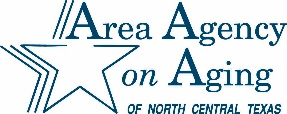 Area Agency
on Aging
OF NORTH CENTRAL TEXAS